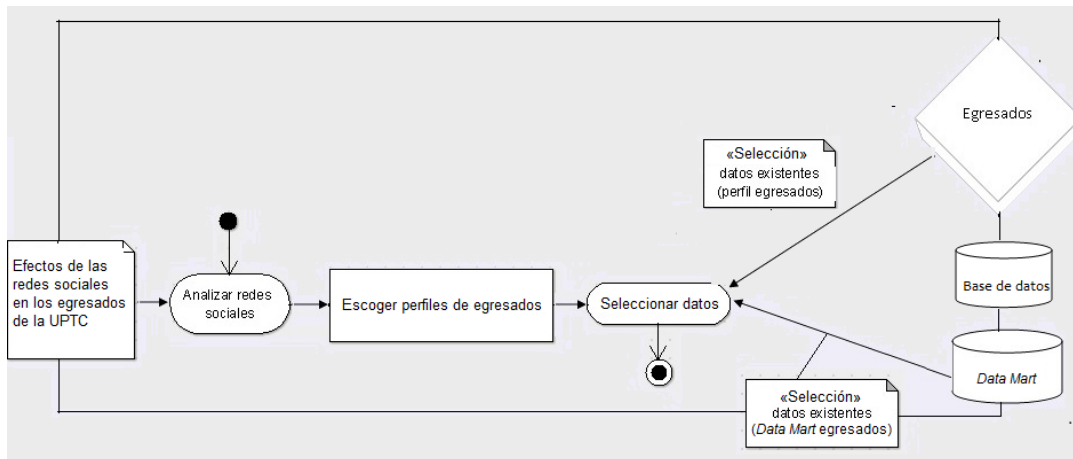 Egresados
«Selección»
datos existentes
(perfil egresados)
Efectos de las
redes sociales
en los egresados
de la UPTC
Analizar redes
sociales
Escoger perfiles de egresados
Seleccionar datos
Base de datos
Data Mart
«Selección»
datos existentes
(Data Mart egresados)